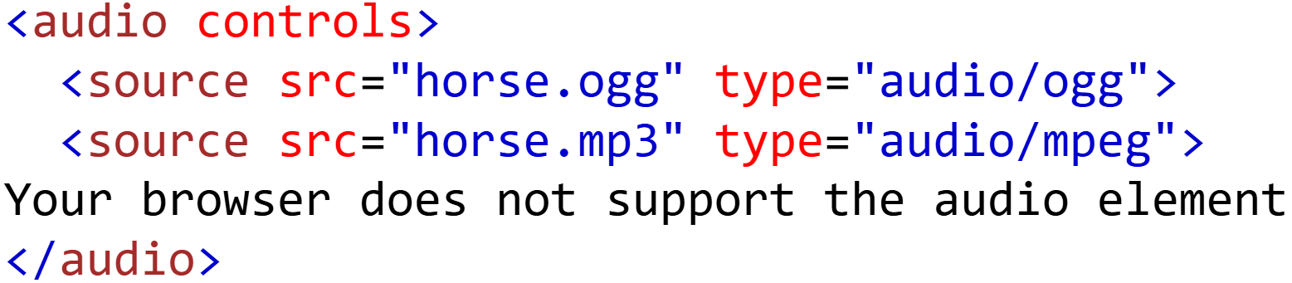 <audio controls>
  <source src="horse.ogg" type="audio/ogg">
  <source src="horse.mp3" type="audio/mpeg">
Your browser does not support the audio element
</audio>